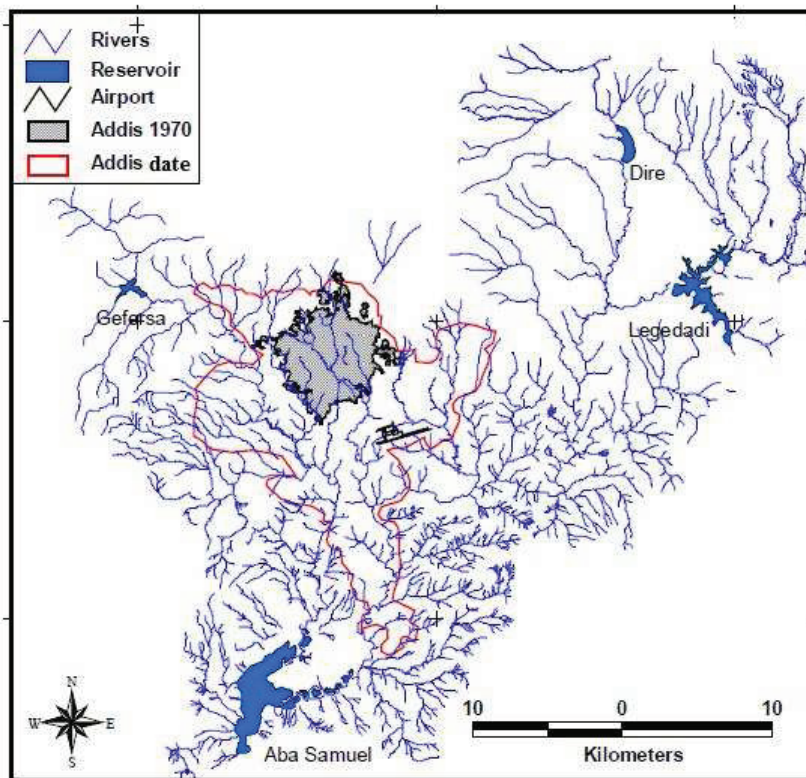 Rivers
Reservoir
Airport
Addis 1970
Addis date
Dire
Gefersa
Legedadi
Aba Samuel
N
W E
S
10 0 10
Kilometers